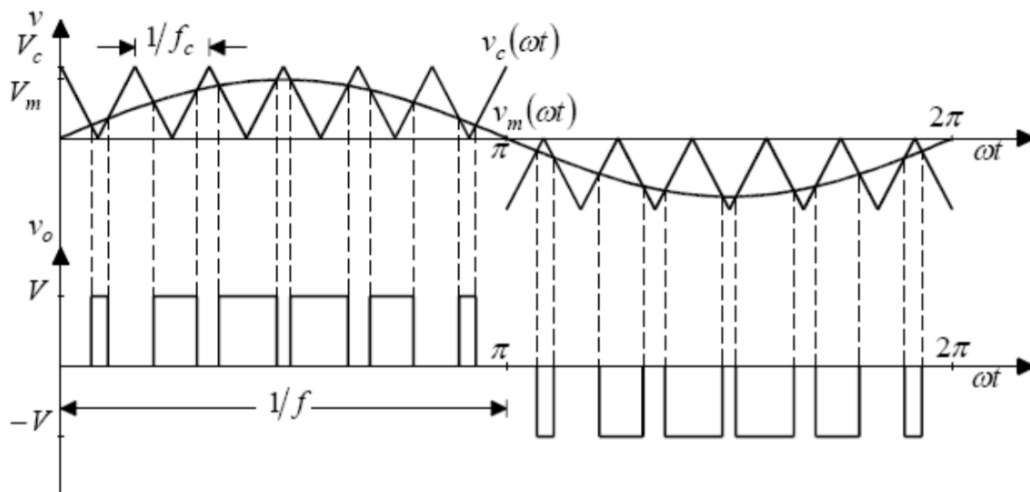 v
V_c
1/f_c
v_c(ωt)
V_m
v_m(ωt)
π
2π
ωt
v_o
V
π
2π
ωt
1/f
−V